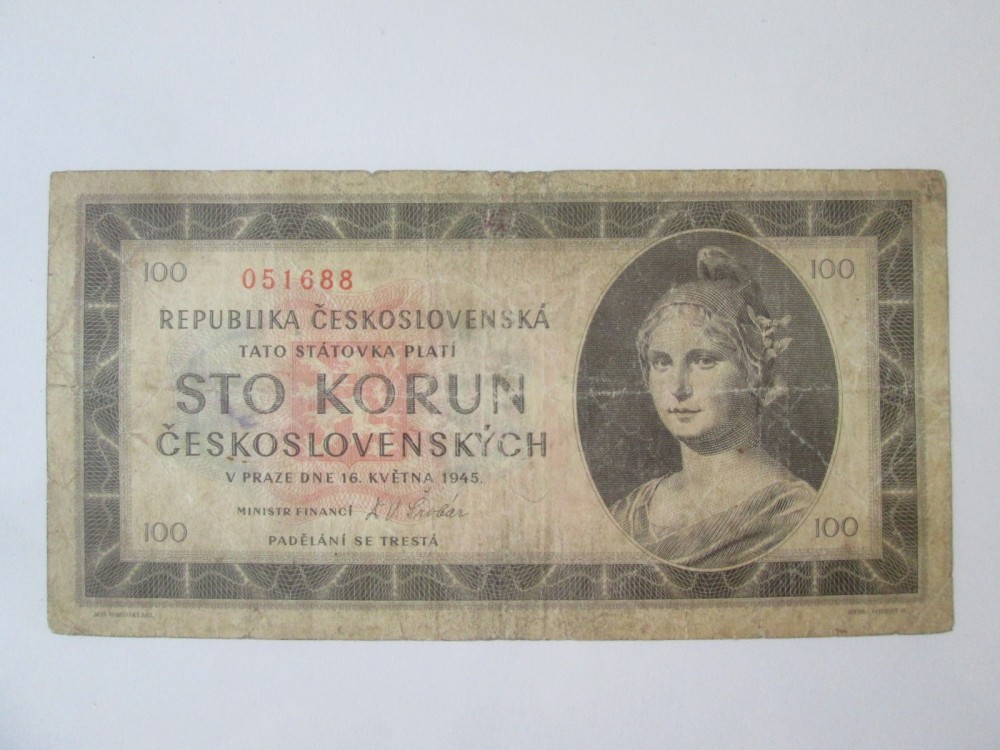 100 051688 100
REPUBLIKA ČESKOSLOVENSKÁ
TATO STÁTOVKA PLATÍ
STO KORUN
ČESKOSLOVENSKÝCH
V PRAZE DNE 16. KVĚTNA 1945.
MINISTR FINANCÍ
100 100
PADĚLÁNÍ SE TRESTÁ